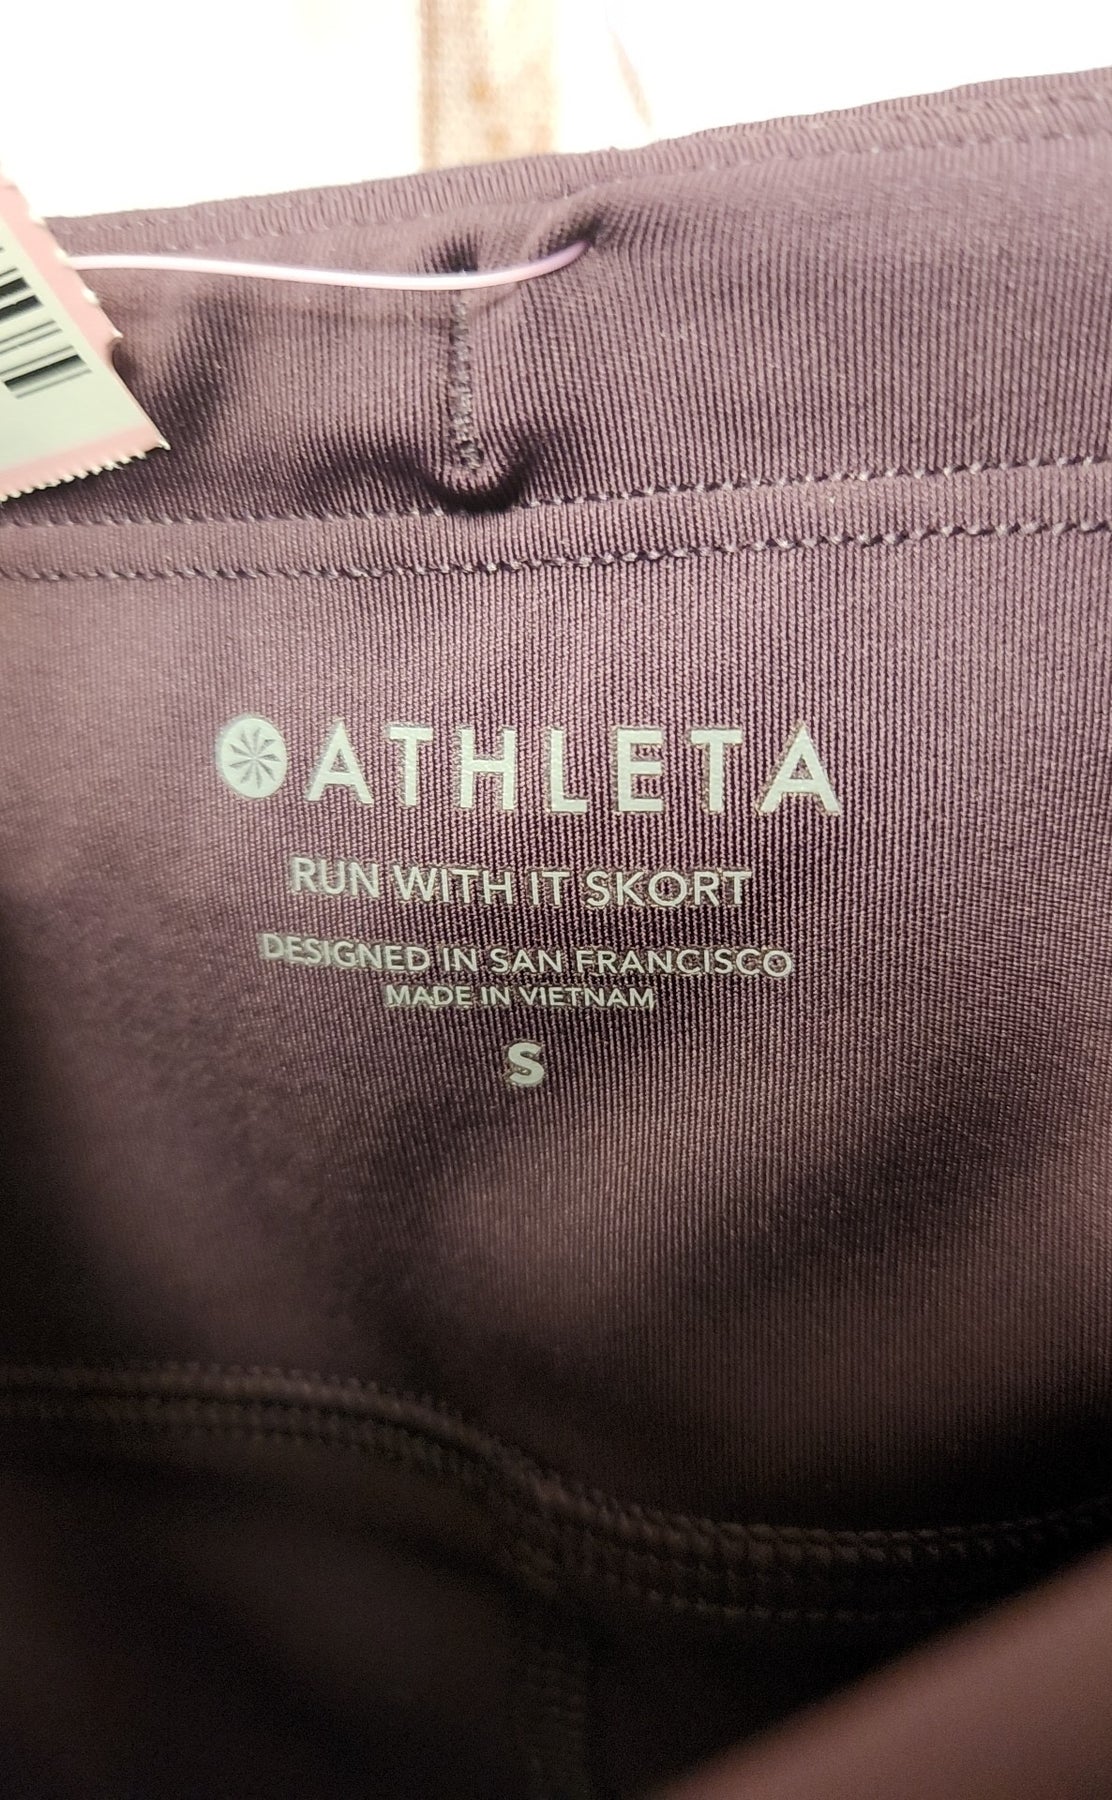 ATHLETA
RUN WITH IT SKORT
DESIGNED IN SAN FRANCISCO
MADE IN VIETNAM
S